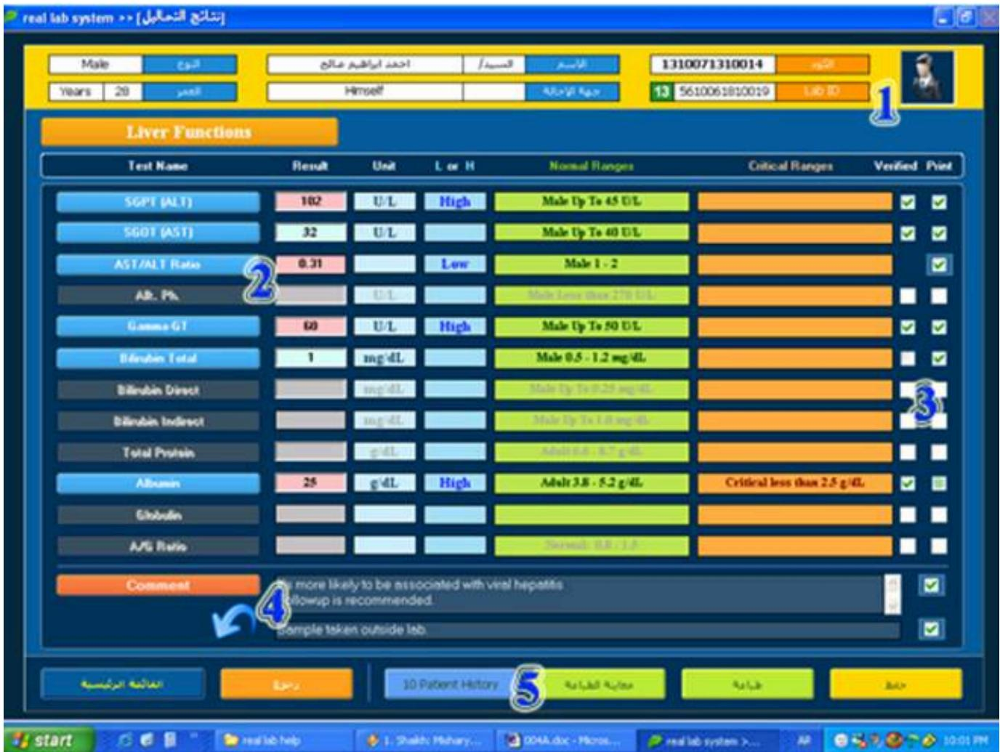 real lab system >> [نتائج التحاليل]
Male النوع احمد ابراهيم صالح السيد/ الاسم 1310071310014 الكود
Years 28 العمر Himself جهة الاحالة 13 5610061810019 Lab ID
1
Liver Functions
Test Name Result Unit L or H Normal Ranges Critical Ranges Verified Print
SGPT (ALT) 102 U/L High Male Up To 45 U/L
SGOT (AST) 32 U/L Male Up To 40 U/L
AST/ALT Ratio 0.31 Low Male 1 - 2
2
Alk. Ph. U/L Male Less than 270 U/L
Gamma GT 60 U/L High Male Up To 50 U/L
Bilirubin Total 1 mg/dL Male 0.5 - 1.2 mg/dL
Bilirubin Direct mg/dL Male Up To 0.25 mg/dL
3
Bilirubin Indirect mg/dL Male Up To 1.0 mg/dL
Total Protein g/dL Adult 6.6 - 8.7 g/dL
Albumin 25 g/dL High Adult 3.8 - 5.2 g/dL Critical less than 2.5 g/dL
Globulin
A/G Ratio Normal: 0.8 - 1.5
Comment more likely to be associated with viral hepatitis
followup is recommended.
4
Sample taken outside lab.
القائمة الرئيسية رجوع 10 Patient History 5 معاينة الطباعة طباعة حفظ
start real lab help 1. Shaikh Mishary... 004A.doc - Micros... real lab system >... AR 10:01 PM